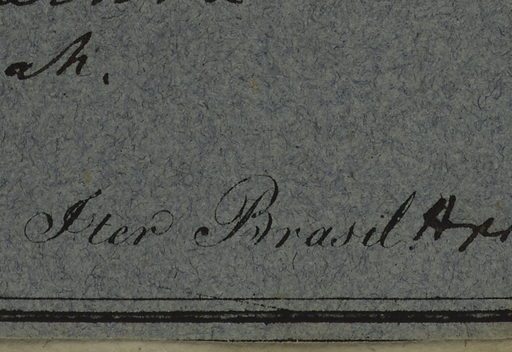 ah.
Iter Brasil.